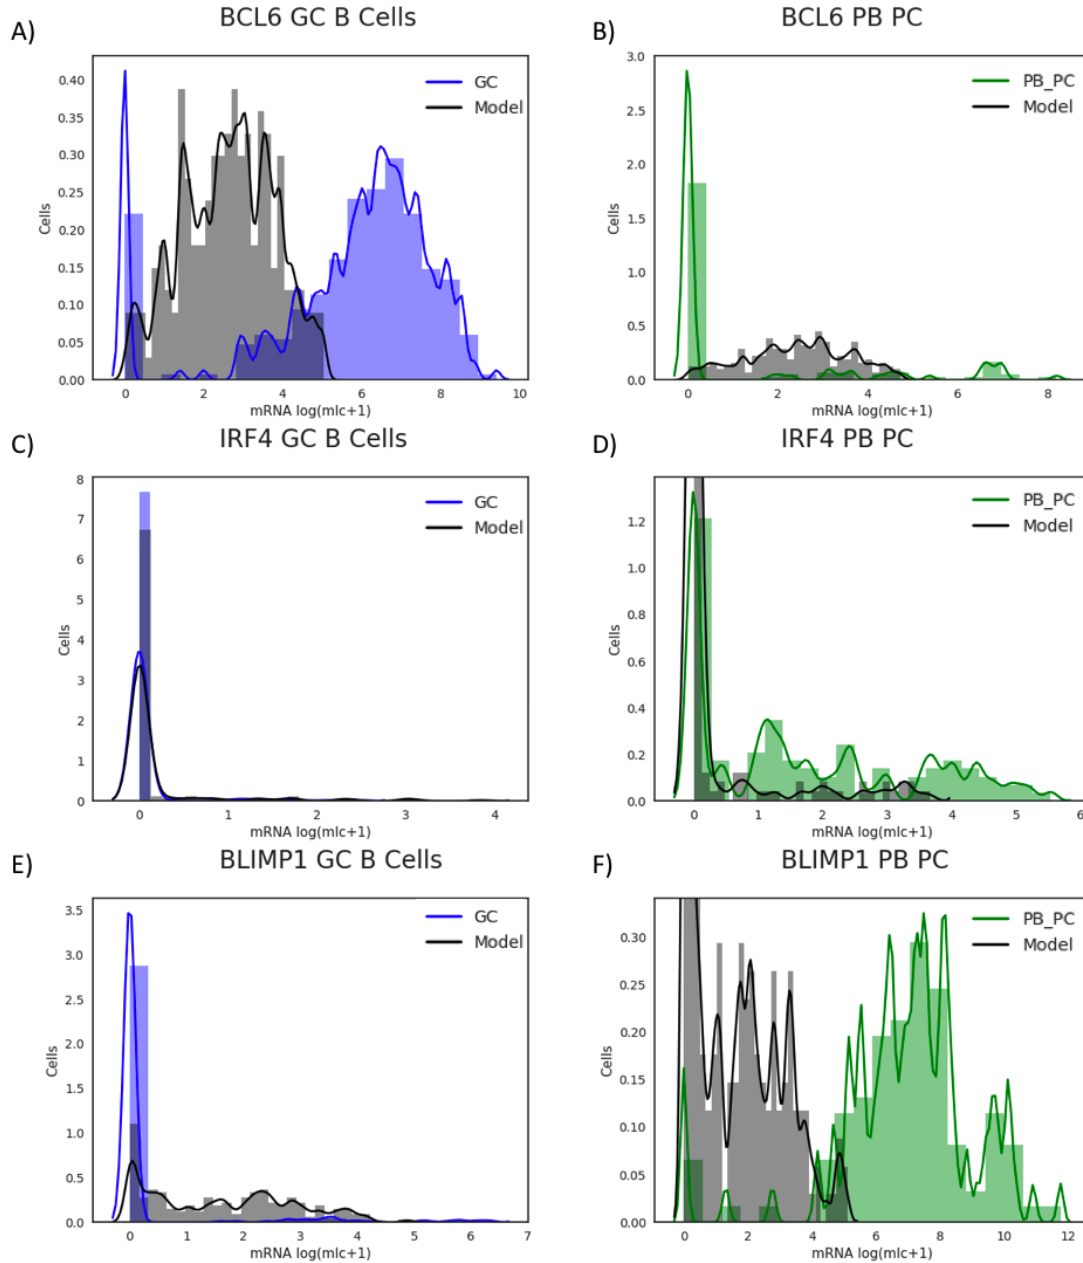 A)
BCL6 GC B Cells
GC
Model
0.40
0.35
0.30
0.25
0.20
0.15
0.10
0.05
0.00
Cells
0 2 4 6 8 10
mRNA log(mlc+1)
B)
BCL6 PB PC
PB_PC
Model
3.0
2.5
2.0
1.5
1.0
0.5
0.0
Cells
0 2 4 6 8
mRNA log(mlc+1)
C)
IRF4 GC B Cells
GC
Model
8
7
6
5
4
3
2
1
0
Cells
0 1 2 3 4
mRNA log(mlc+1)
D)
IRF4 PB PC
PB_PC
Model
1.2
1.0
0.8
0.6
0.4
0.2
0.0
Cells
0 1 2 3 4 5 6
mRNA log(mlc+1)
E)
BLIMP1 GC B Cells
GC
Model
3.5
3.0
2.5
2.0
1.5
1.0
0.5
0.0
Cells
0 1 2 3 4 5 6 7
mRNA log(mlc+1)
F)
BLIMP1 PB PC
PB_PC
Model
0.30
0.25
0.20
0.15
0.10
0.05
0.00
Cells
0 2 4 6 8 10 12
mRNA log(mlc+1)